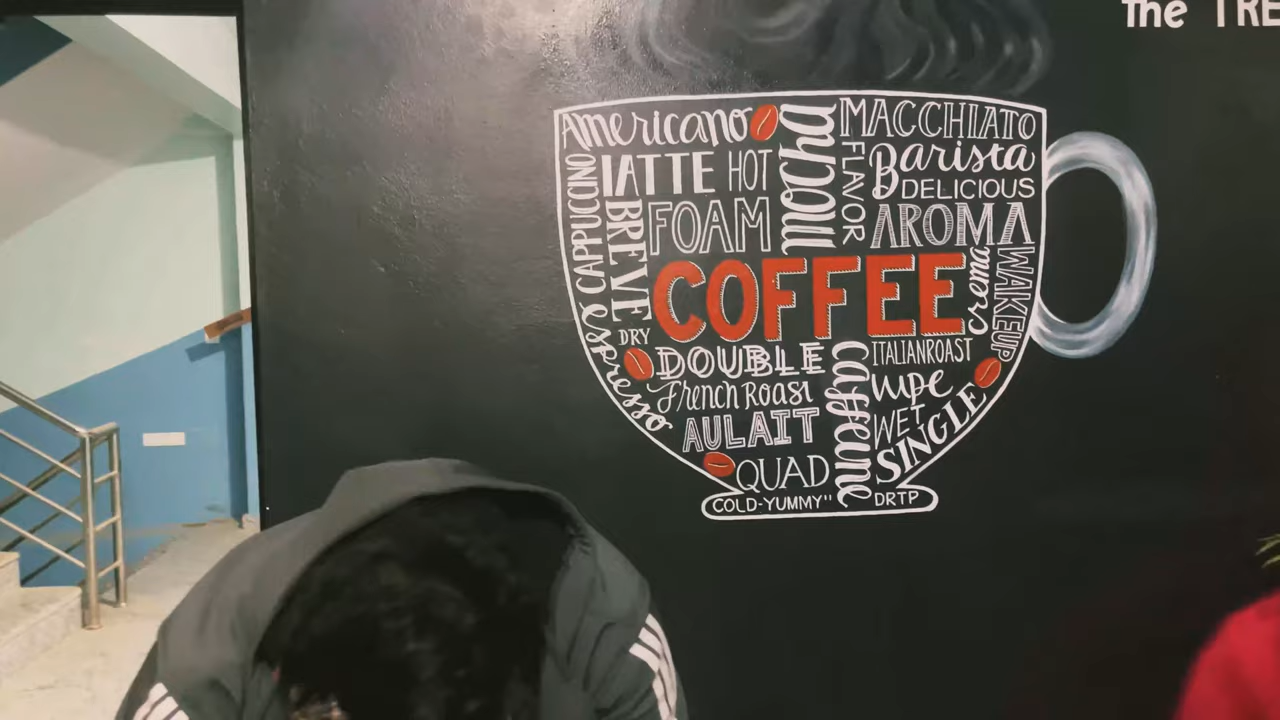 the TRE
Americano
mocha
MACCHIATO
CAPPUCCINO
LATTE
HOT
FLAVOR
Barista
DELICIOUS
BREVE
FOAM
AROMA
COFFEE
crema
WAKEUP
DRY
espresso
DOUBLE
caffeine
ITALIANROAST
French Roast
wpe
AULAIT
WET
SINGLE
QUAD
COLD-YUMMY"
DRTP